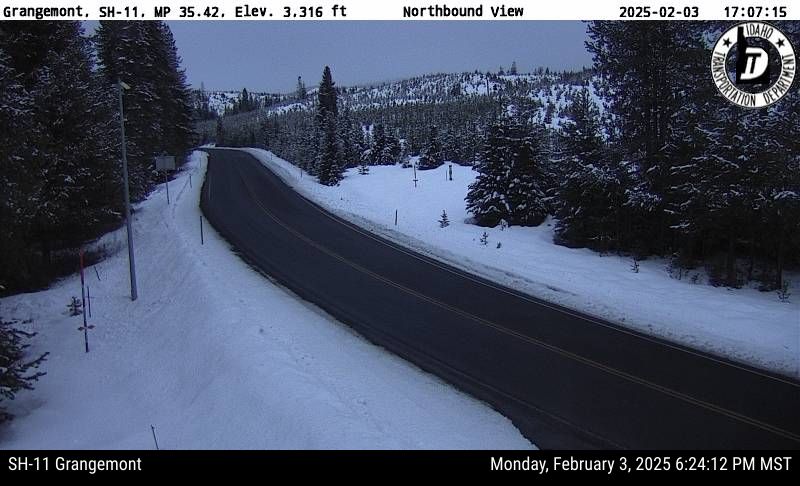 Grangemont, SH-11, MP 35.42, Elev. 3,316 ft Northbound View 2025-02-03 17:07:15
IDAHO
TRANSPORTATION DEPARTMENT
SH-11 Grangemont Monday, February 3, 2025 6:24:12 PM MST